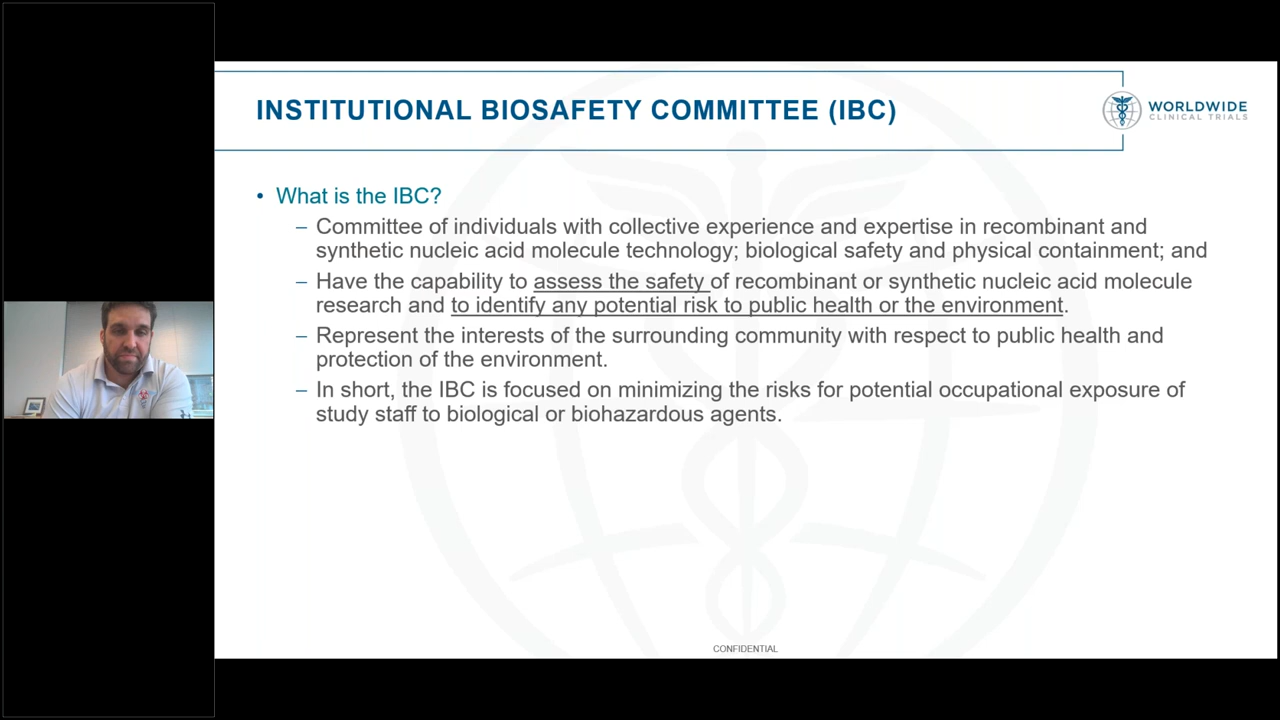 INSTITUTIONAL BIOSAFETY COMMITTEE (IBC)
WORLDWIDE
CLINICAL TRIALS
• What is the IBC?
– Committee of individuals with collective experience and expertise in recombinant and
synthetic nucleic acid molecule technology; biological safety and physical containment; and
– Have the capability to assess the safety of recombinant or synthetic nucleic acid molecule
research and to identify any potential risk to public health or the environment.
– Represent the interests of the surrounding community with respect to public health and
protection of the environment.
– In short, the IBC is focused on minimizing the risks for potential occupational exposure of
study staff to biological or biohazardous agents.
CONFIDENTIAL